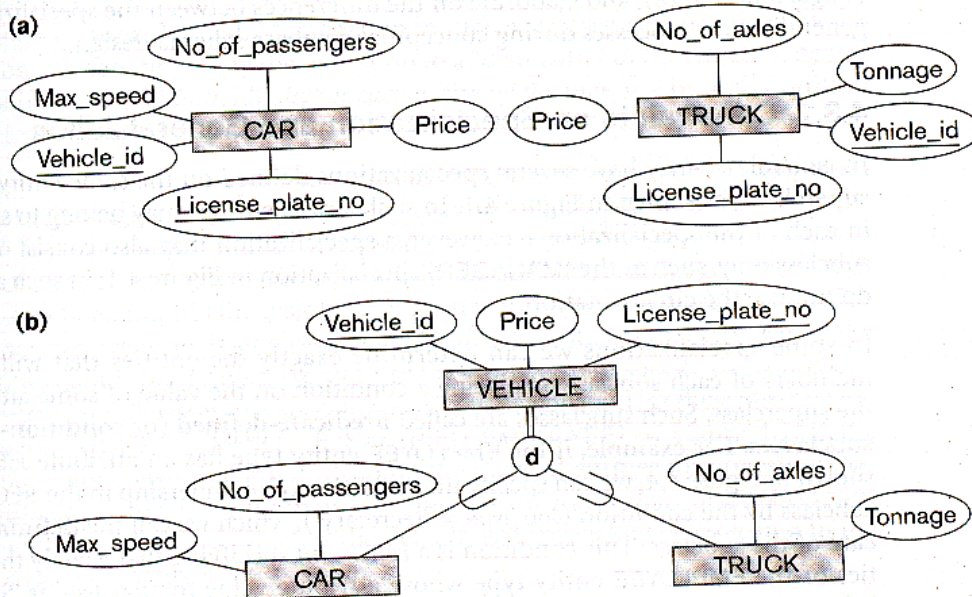 (a)
No_of_passengers
No_of_axles
Max_speed
Tonnage
CAR
Price
Price
TRUCK
Vehicle_id
Vehicle_id
License_plate_no
License_plate_no
(b)
Vehicle_id
Price
License_plate_no
VEHICLE
d
No_of_passengers
No_of_axles
Max_speed
Tonnage
CAR
TRUCK